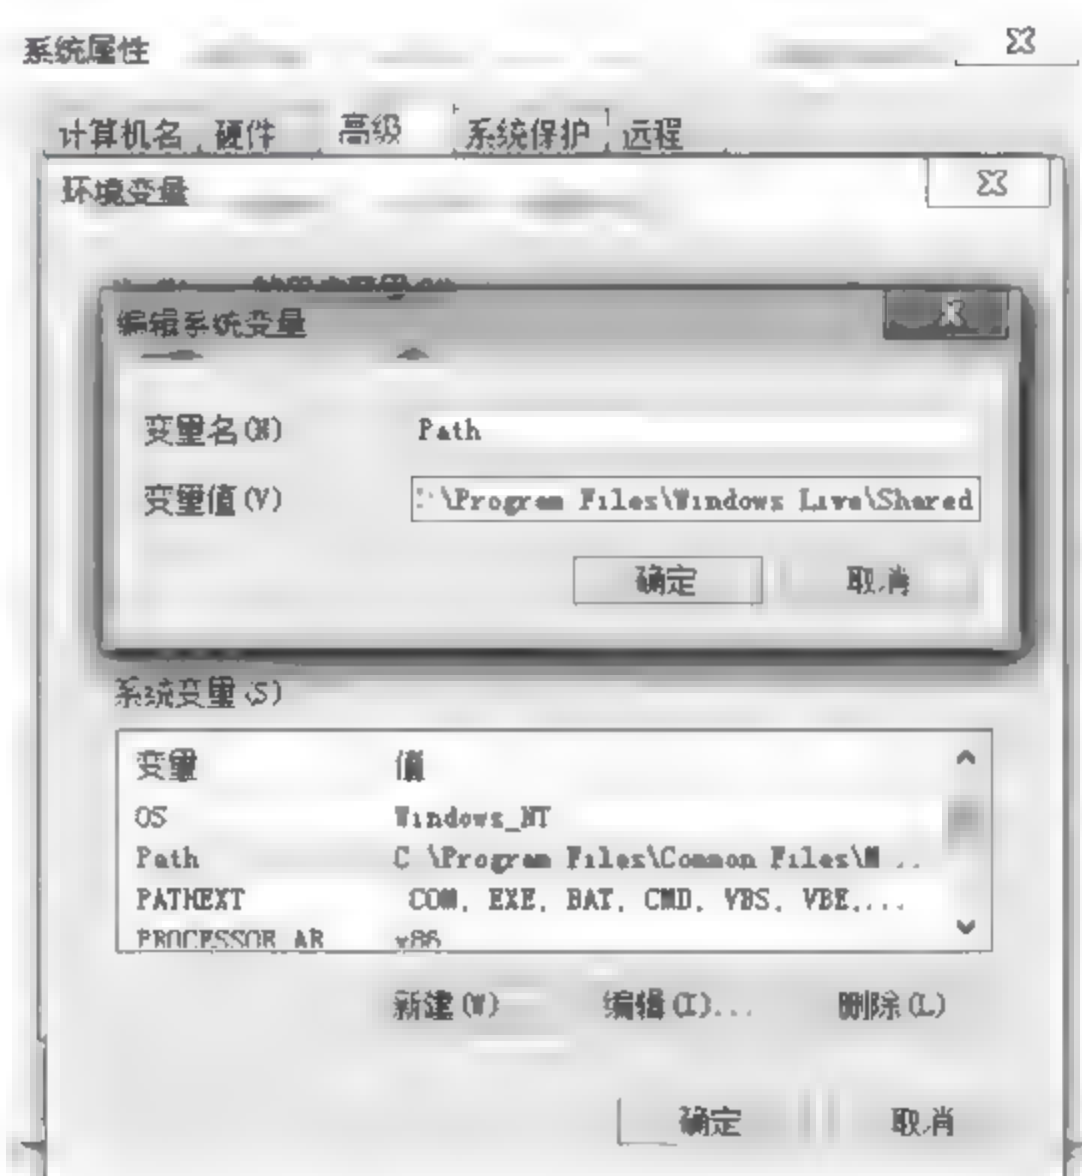 系统属性
计算机名 硬件 高级 系统保护 远程
环境变量
编辑系统变量
变量名(N) Path
变量值(V) :\Program Files\Windows Live\Shared
确定 取消
系统变量(S)
变量 值
OS Windows_NT
Path C \Program Files\Common Files\M ..
PATHEXT COM, EXE, BAT, CMD, VBS, VBE,...
PROCESSOR_AR x86
新建(W) 编辑(I)... 删除(L)
确定 取消